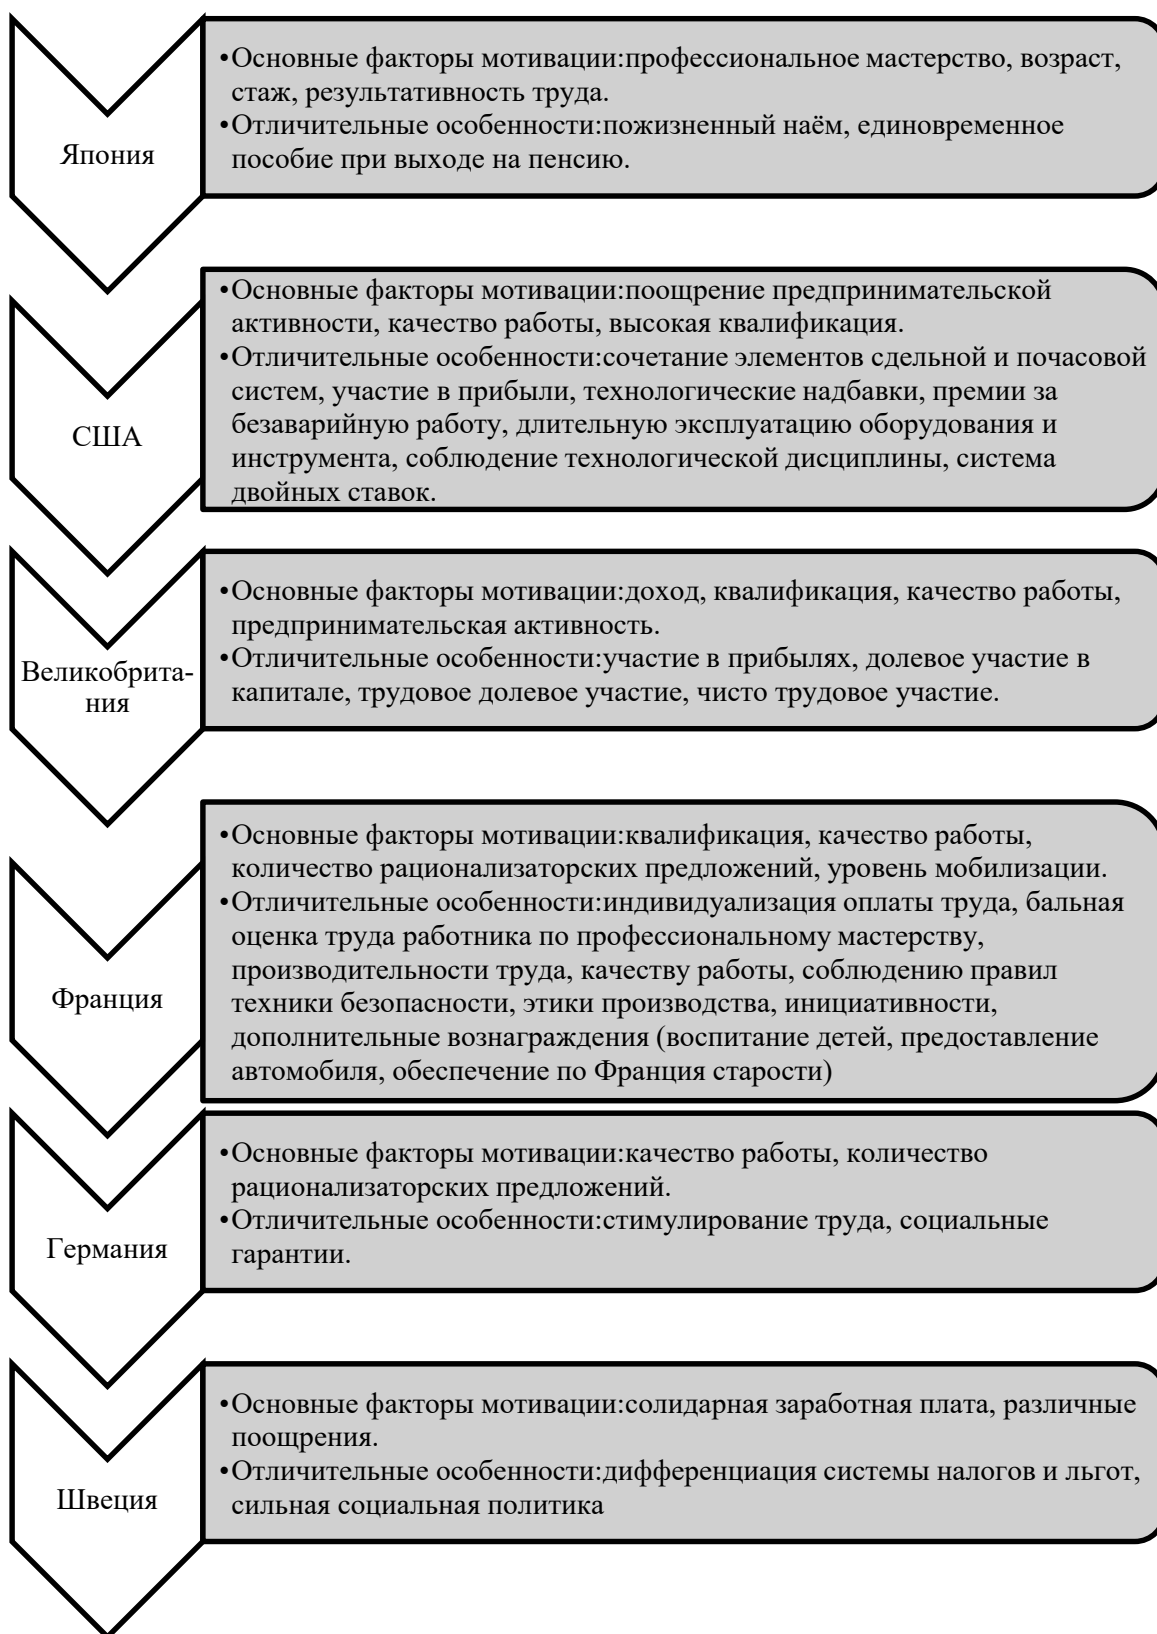 Япония
•Основные факторы мотивации:профессиональное мастерство, возраст,
стаж, результативность труда.
•Отличительные особенности:пожизненный наём, единовременное
пособие при выходе на пенсию.
США
•Основные факторы мотивации:поощрение предпринимательской
активности, качество работы, высокая квалификация.
•Отличительные особенности:сочетание элементов сдельной и почасовой
систем, участие в прибыли, технологические надбавки, премии за
безаварийную работу, длительную эксплуатацию оборудования и
инструмента, соблюдение технологической дисциплины, система
двойных ставок.
Великобрита-
ния
•Основные факторы мотивации:доход, квалификация, качество работы,
предпринимательская активность.
•Отличительные особенности:участие в прибылях, долевое участие в
капитале, трудовое долевое участие, чисто трудовое участие.
Франция
•Основные факторы мотивации:квалификация, качество работы,
количество рационализаторских предложений, уровень мобилизации.
•Отличительные особенности:индивидуализация оплаты труда, бальная
оценка труда работника по профессиональному мастерству,
производительности труда, качеству работы, соблюдению правил
техники безопасности, этики производства, инициативности,
дополнительные вознаграждения (воспитание детей, предоставление
автомобиля, обеспечение по Франция старости)
Германия
•Основные факторы мотивации:качество работы, количество
рационализаторских предложений.
•Отличительные особенности:стимулирование труда, социальные
гарантии.
Швеция
•Основные факторы мотивации:солидарная заработная плата, различные
поощрения.
•Отличительные особенности:дифференциация системы налогов и льгот,
сильная социальная политика